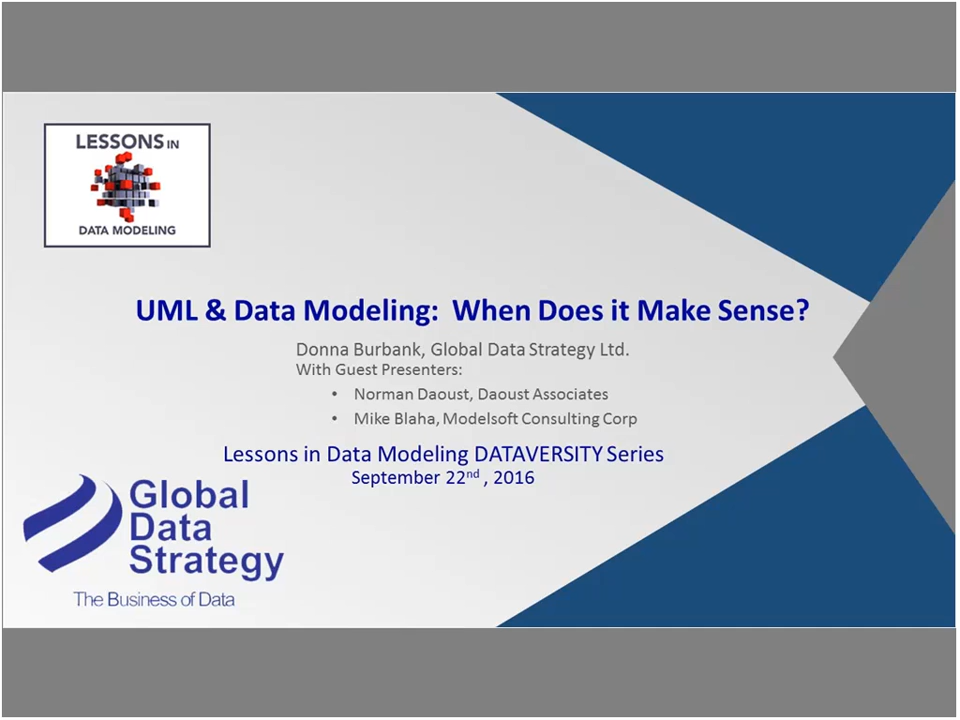 LESSONS IN
DATA MODELING
UML & Data Modeling: When Does it Make Sense?
Donna Burbank, Global Data Strategy Ltd.
With Guest Presenters:
• Norman Daoust, Daoust Associates
• Mike Blaha, Modelsoft Consulting Corp
Lessons in Data Modeling DATAVERSITY Series
September 22nd , 2016
Global
Data
Strategy
The Business of Data